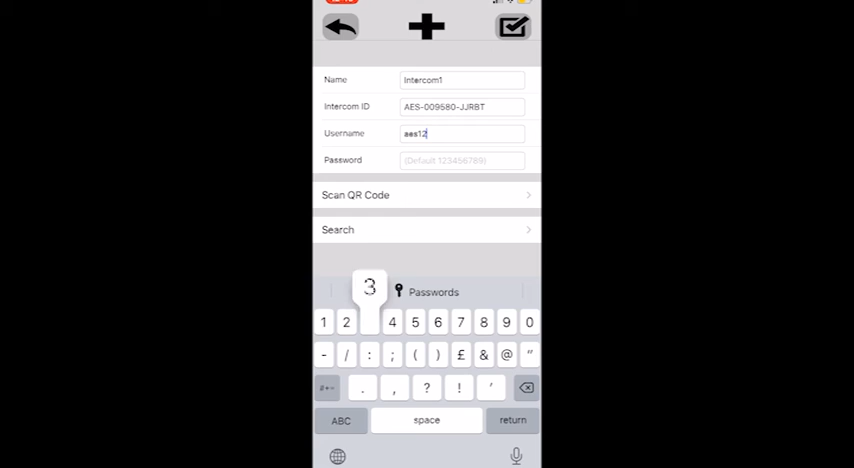 Name Intercom1
Intercom ID AES-009580-JJRBT
Username aes12
Password (Default 123456789)
Scan QR Code >
Search >
3 Passwords
1 2 4 5 6 7 8 9 0
- / : ; ( ) £ & @ "
#+= . , ? ! '
ABC space return